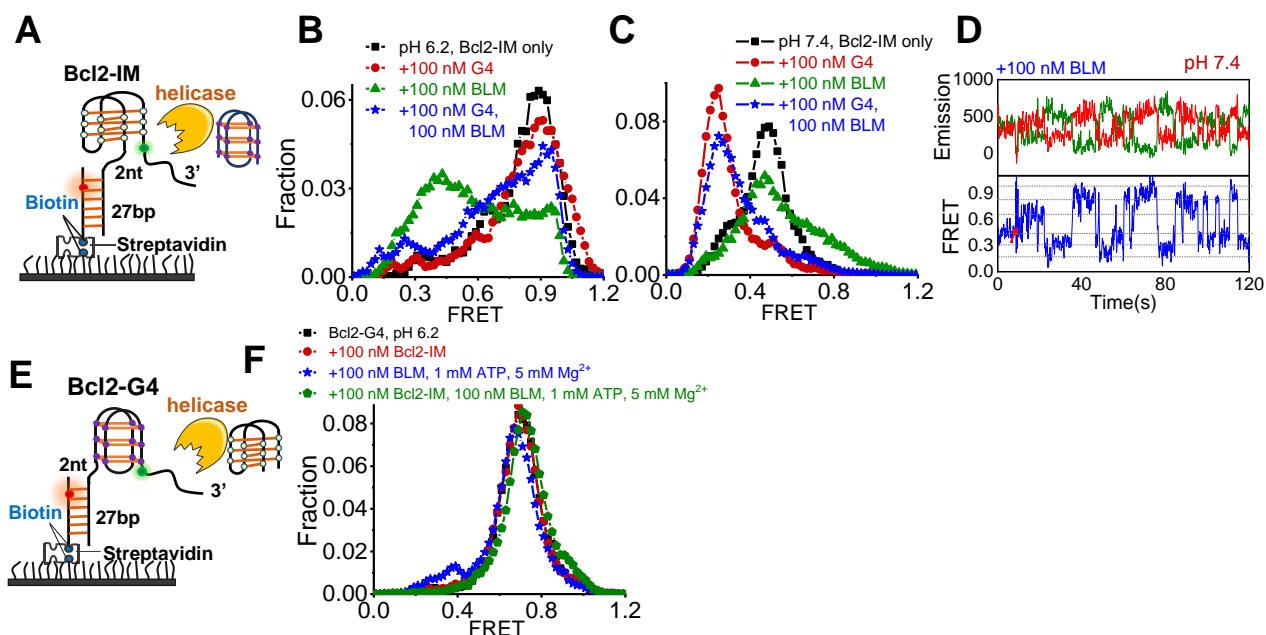 A
Bcl2-IM
helicase
2nt
3'
Biotin
27bp
Streptavidin
B
pH 6.2, Bcl2-IM only
+100 nM G4
+100 nM BLM
+100 nM G4,
100 nM BLM
Fraction
0.06
0.03
0.00
0.0 0.3 0.6 0.9 1.2
FRET
C
pH 7.4, Bcl2-IM only
+100 nM G4
+100 nM BLM
+100 nM G4,
100 nM BLM
0.08
0.04
0.00
0.0 0.4 0.8 1.2
FRET
D
+100 nM BLM pH 7.4
Emission
1000
500
0
FRET
0.9
0.6
0.3
0.0
0 40 80 120
Time(s)
E
Bcl2-G4
helicase
2nt
3'
Biotin
27bp
Streptavidin
F
Bcl2-G4, pH 6.2
+100 nM Bcl2-IM
+100 nM BLM, 1 mM ATP, 5 mM Mg²⁺
+100 nM Bcl2-IM, 100 nM BLM, 1 mM ATP, 5 mM Mg²⁺
Fraction
0.08
0.06
0.04
0.02
0.00
0.0 0.4 0.8 1.2
FRET